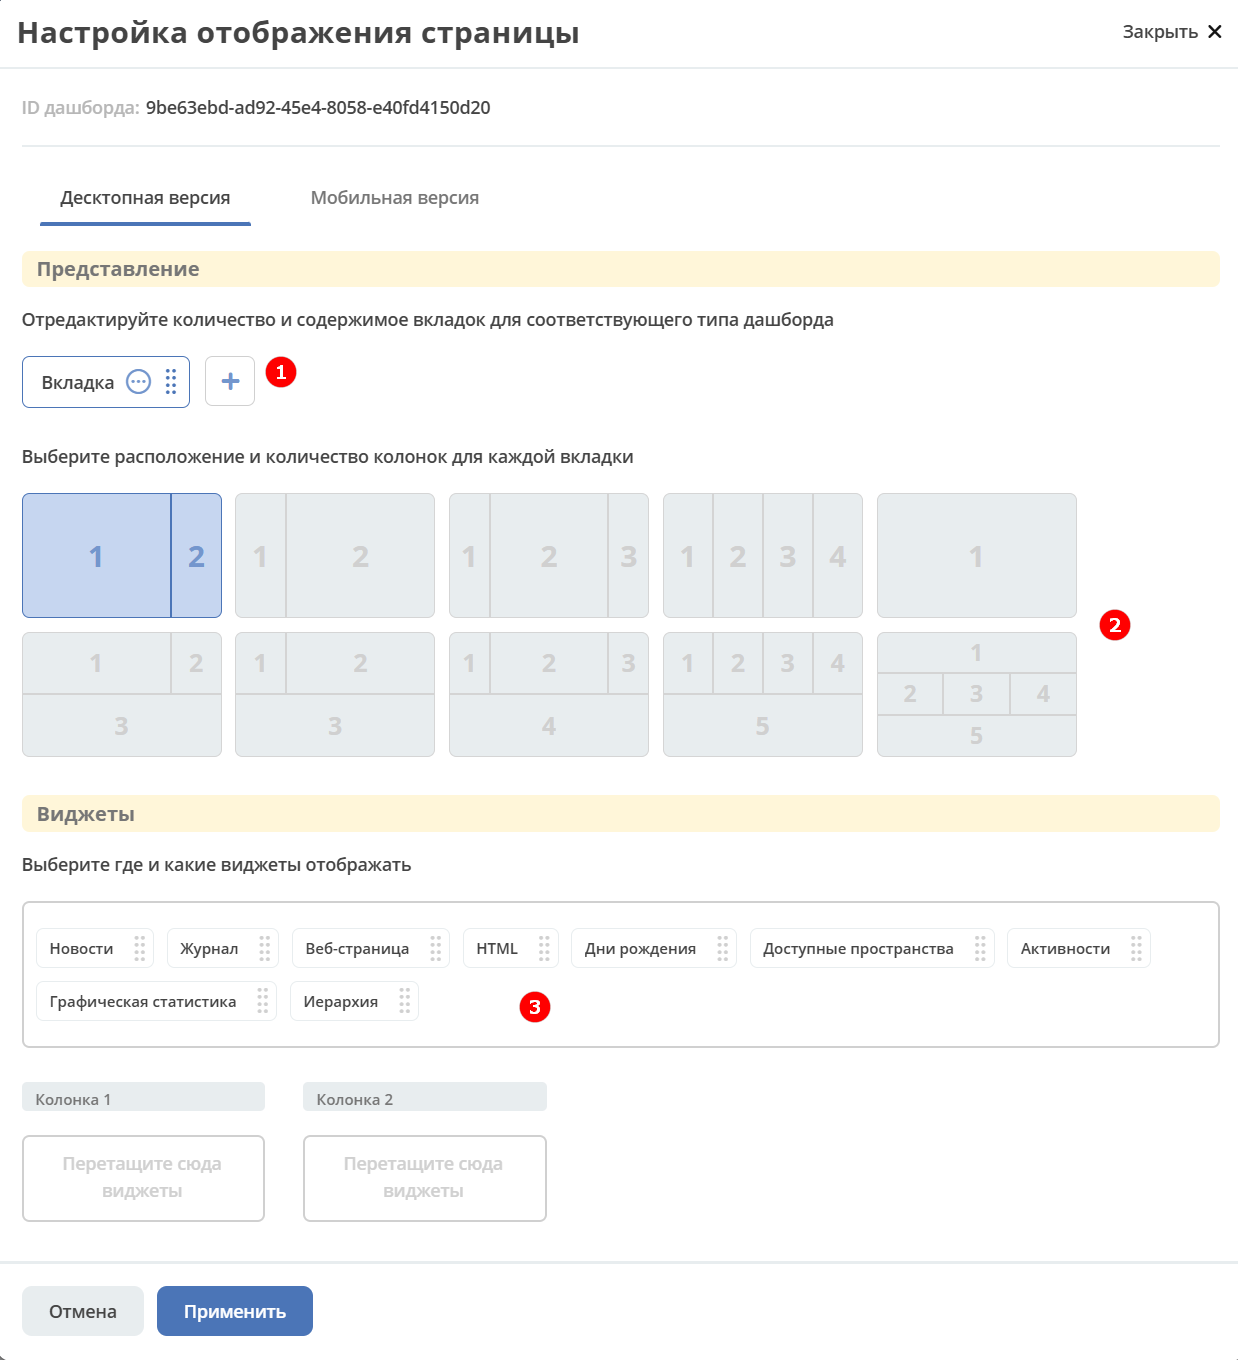 Настройка отображения страницы
Закрыть
ID дашборда: 9be63ebd-ad92-45e4-8058-e40fd4150d20
Десктопная версия Мобильная версия
Представление
Отредактируйте количество и содержимое вкладок для соответствующего типа дашборда
Вкладка + 1
Выберите расположение и количество колонок для каждой вкладки
1 2 1 2 1 2 3 1 2 3 4 1
2
1 2 1 2 1 2 3 1 2 3 4 1
2 3 4
3 3 4 5 5
Виджеты
Выберите где и какие виджеты отображать
Новости Журнал Веб-страница HTML Дни рождения Доступные пространства Активности
Графическая статистика Иерархия 3
Колонка 1 Колонка 2
Перетащите сюда Перетащите сюда
виджеты виджеты
Отмена Применить